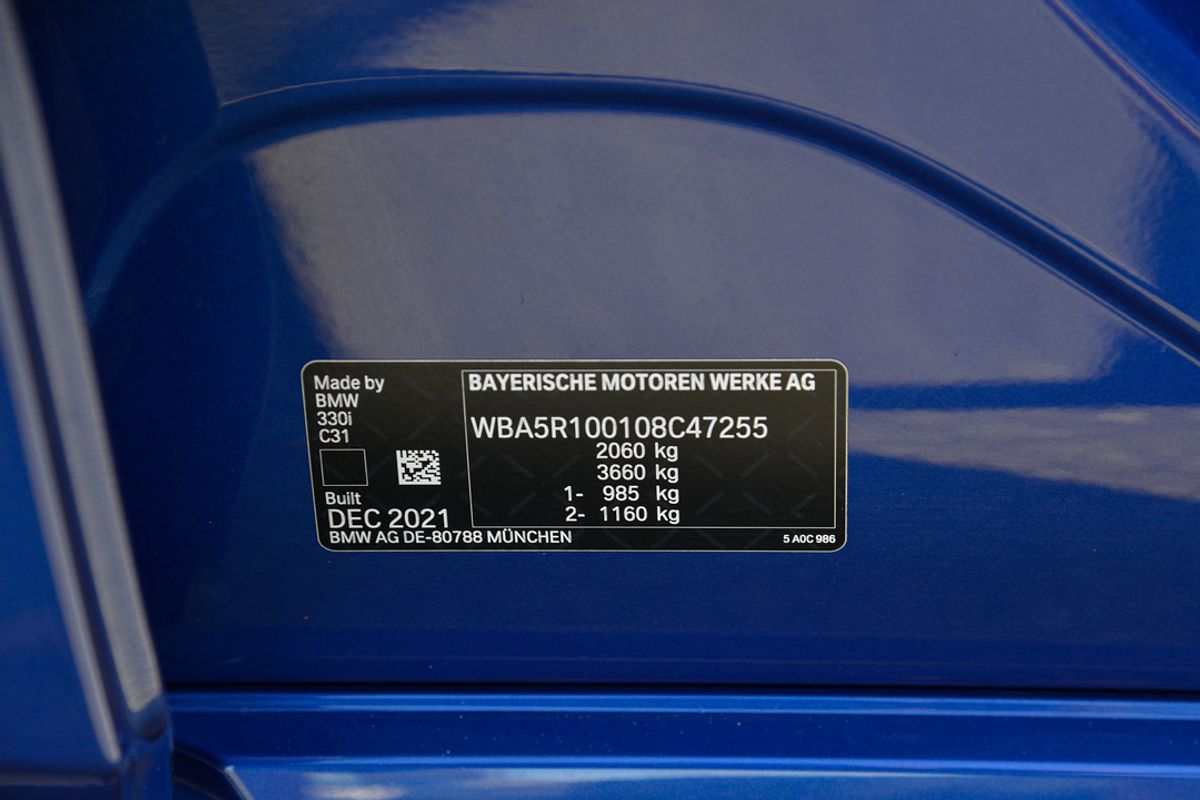 Made by
BMW
330i
C31
Built
DEC 2021
BAYERISCHE MOTOREN WERKE AG
WBA5R100108C47255
2060 kg
3660 kg
1- 985 kg
2- 1160 kg
BMW AG DE-80788 MÜNCHEN
5 A0C 986